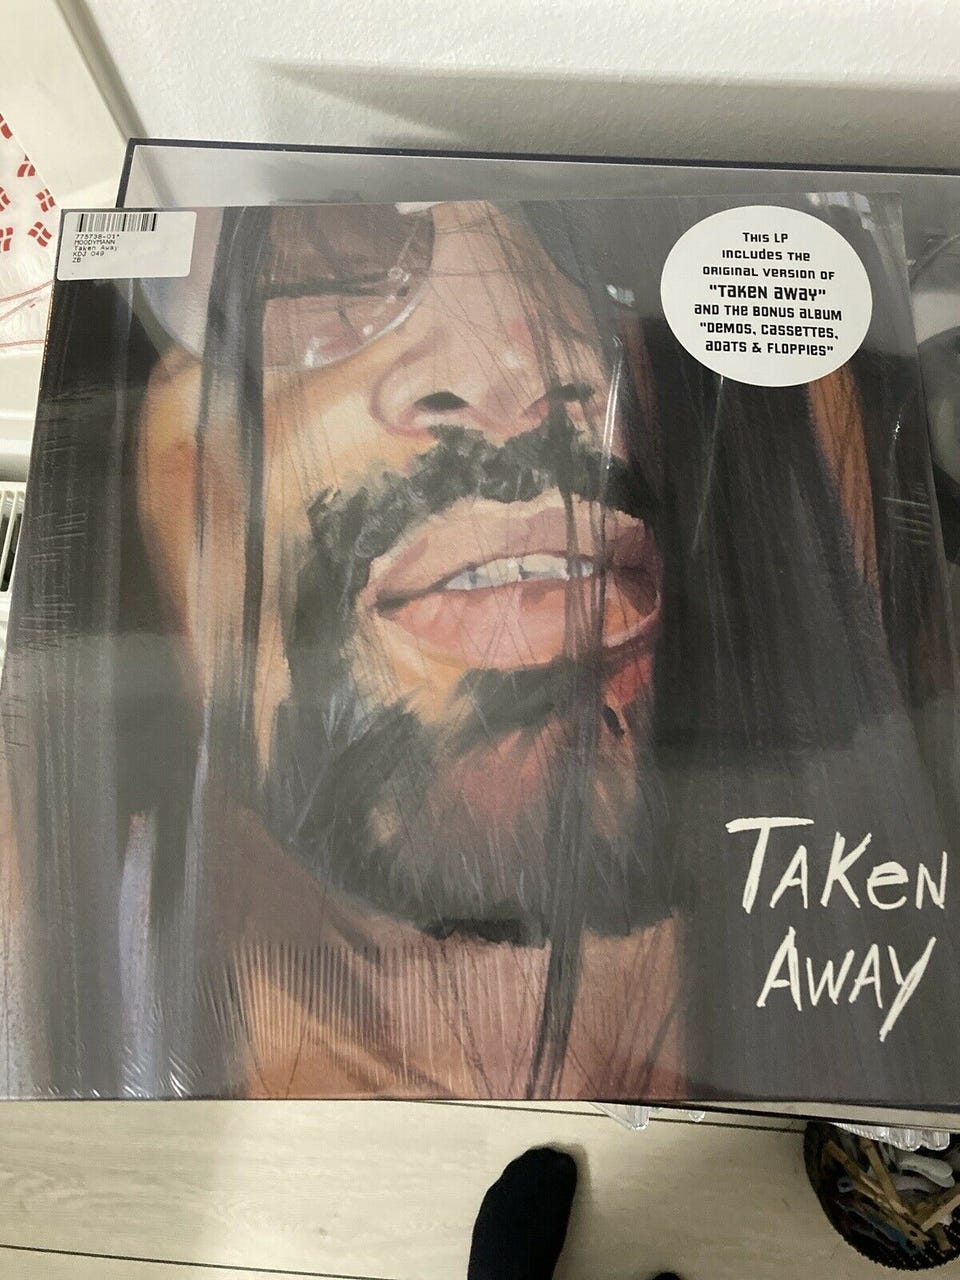 775738-01*
MOODYMANN
Taken Away
KDJ 049
ZB
THIS LP
INCLUDES THE
ORIGINAL VERSION OF
"TAKEN AWAY"
AND THE BONUS ALBUM
"DEMOS, CASSETTES,
ADATS & FLOPPIES"
TAKeN
AWAY